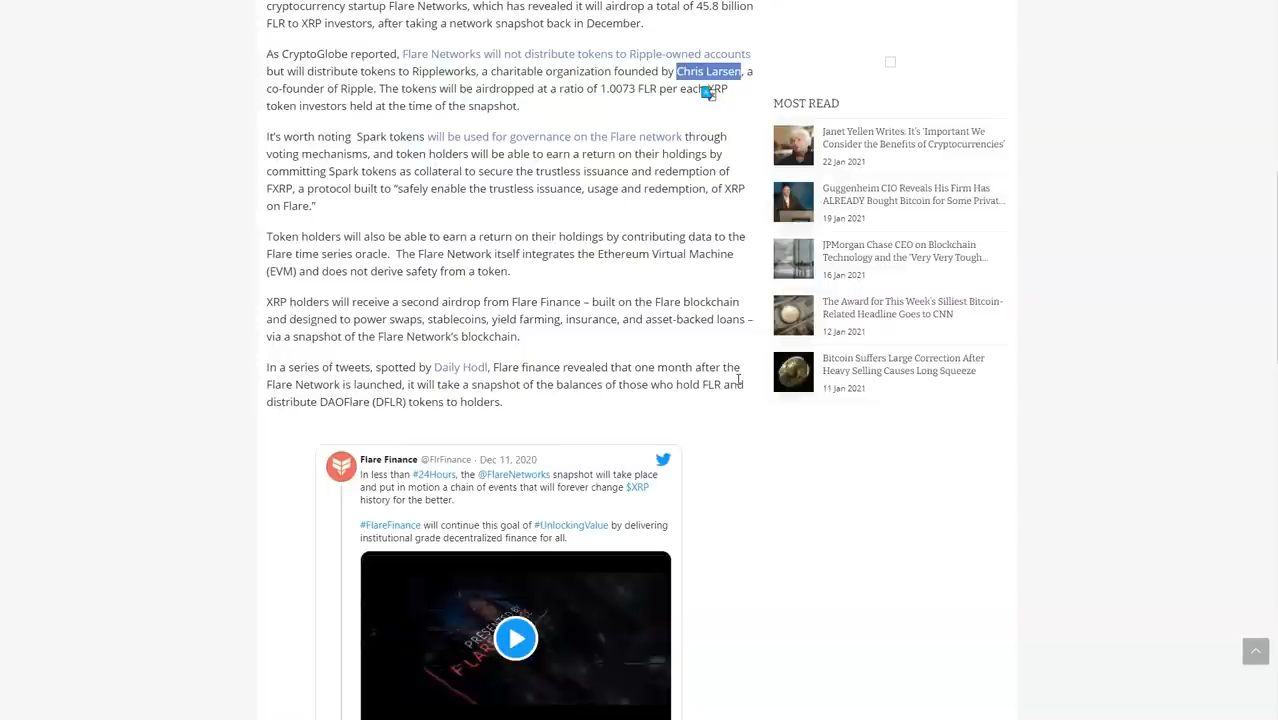 cryptocurrency startup Flare Networks, which has revealed it will airdrop a total of 45.8 billion
FLR to XRP investors, after taking a network snapshot back in December.
As CryptoGlobe reported, Flare Networks will not distribute tokens to Ripple-owned accounts
but will distribute tokens to Rippleworks, a charitable organization founded by Chris Larsen, a
co-founder of Ripple. The tokens will be airdropped at a ratio of 1.0073 FLR per each XRP
token investors held at the time of the snapshot.
It's worth noting  Spark tokens will be used for governance on the Flare network through
voting mechanisms, and token holders will be able to earn a return on their holdings by
committing Spark tokens as collateral to secure the trustless issuance and redemption of
FXRP, a protocol built to “safely enable the trustless issuance, usage and redemption, of XRP
on Flare.”
Token holders will also be able to earn a return on their holdings by contributing data to the
Flare time series oracle.  The Flare Network itself integrates the Ethereum Virtual Machine
(EVM) and does not derive safety from a token.
XRP holders will receive a second airdrop from Flare Finance – built on the Flare blockchain
and designed to power swaps, stablecoins, yield farming, insurance, and asset-backed loans –
via a snapshot of the Flare Network's blockchain.
In a series of tweets, spotted by Daily Hodl, Flare finance revealed that one month after the
Flare Network is launched, it will take a snapshot of the balances of those who hold FLR and
distribute DAOFlare (DFLR) tokens to holders.
Flare Finance @FlrFinance · Dec 11, 2020
In less than #24Hours, the @FlareNetworks snapshot will take place
and put in motion a chain of events that will forever change $XRP
history for the better.
#FlareFinance will continue this goal of #UnlockingValue by delivering
institutional grade decentralized finance for all.
PRESENTED BY
FLARE
MOST READ
Janet Yellen Writes: It's ‘Important We
Consider the Benefits of Cryptocurrencies’
22 Jan 2021
Guggenheim CIO Reveals His Firm Has
ALREADY Bought Bitcoin for Some Privat...
19 Jan 2021
JPMorgan Chase CEO on Blockchain
Technology and the ‘Very Very Tough...
16 Jan 2021
The Award for This Week's Silliest Bitcoin-
Related Headline Goes to CNN
12 Jan 2021
Bitcoin Suffers Large Correction After
Heavy Selling Causes Long Squeeze
11 Jan 2021